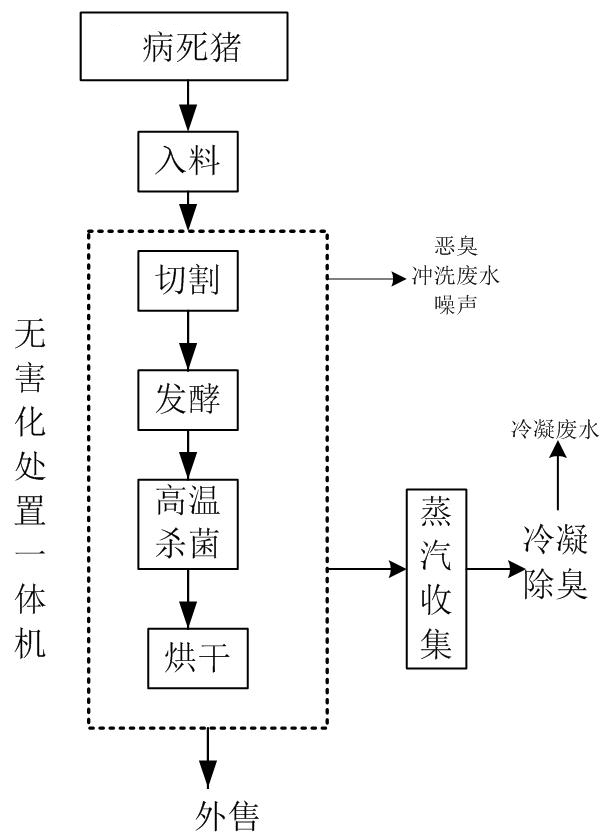 病死猪
入料
切割
发酵
高温
杀菌
烘干
外售
无害化处置一体机
恶臭
冲洗废水
噪声
蒸汽收集
冷凝
除臭
冷凝废水